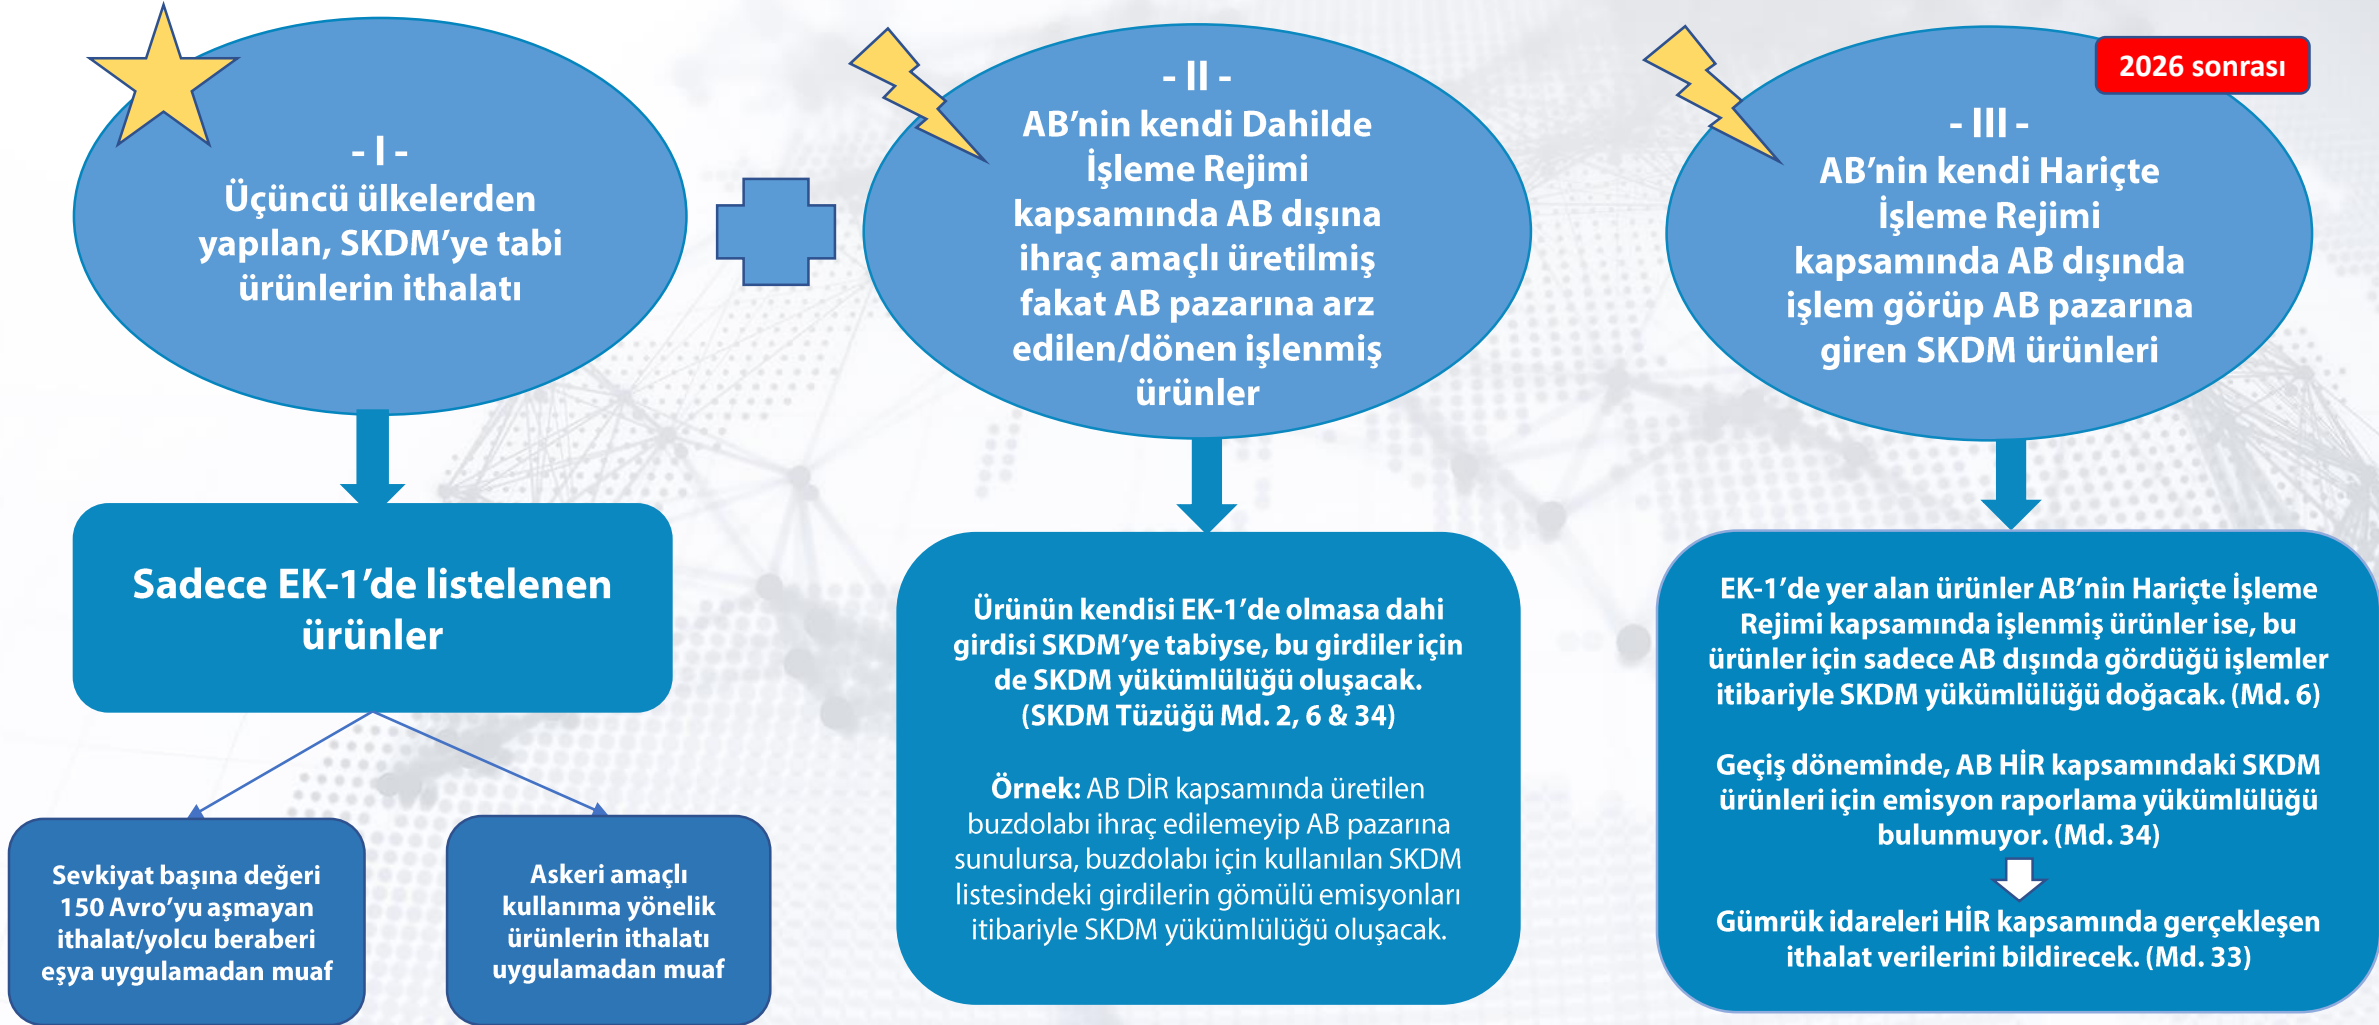 - I -
Üçüncü ülkelerden
yapılan, SKDM’ye tabi
ürünlerin ithalatı
Sadece EK-1’de listelenen
ürünler
Sevkiyat başına değeri
150 Avro’yu aşmayan
ithalat/yolcu beraberi
eşya uygulamadan muaf
Askeri amaçlı
kullanıma yönelik
ürünlerin ithalatı
uygulamadan muaf
- II -
AB’nin kendi Dahilde
İşleme Rejimi
kapsamında AB dışına
ihraç amaçlı üretilmiş
fakat AB pazarına arz
edilen/dönen işlenmiş
ürünler
Ürünün kendisi EK-1’de olmasa dahi
girdisi SKDM’ye tabiyse, bu girdiler için
de SKDM yükümlülüğü oluşacak.
(SKDM Tüzüğü Md. 2, 6 & 34)
Örnek: AB DİR kapsamında üretilen
buzdolabı ihraç edilemeyip AB pazarına
sunulursa, buzdolabı için kullanılan SKDM
listesindeki girdilerin gömülü emisyonları
itibariyle SKDM yükümlülüğü oluşacak.
2026 sonrası
- III -
AB’nin kendi Hariçte
İşleme Rejimi
kapsamında AB dışında
işlem görüp AB pazarına
giren SKDM ürünleri
EK-1’de yer alan ürünler AB’nin Hariçte İşleme
Rejimi kapsamında işlenmiş ürünler ise, bu
ürünler için sadece AB dışında gördüğü işlemler
itibariyle SKDM yükümlülüğü doğacak. (Md. 6)
Geçiş döneminde, AB HİR kapsamındaki SKDM
ürünleri için emisyon raporlama yükümlülüğü
bulunmuyor. (Md. 34)
Gümrük idareleri HİR kapsamında gerçekleşen
ithalat verilerini bildirecek. (Md. 33)